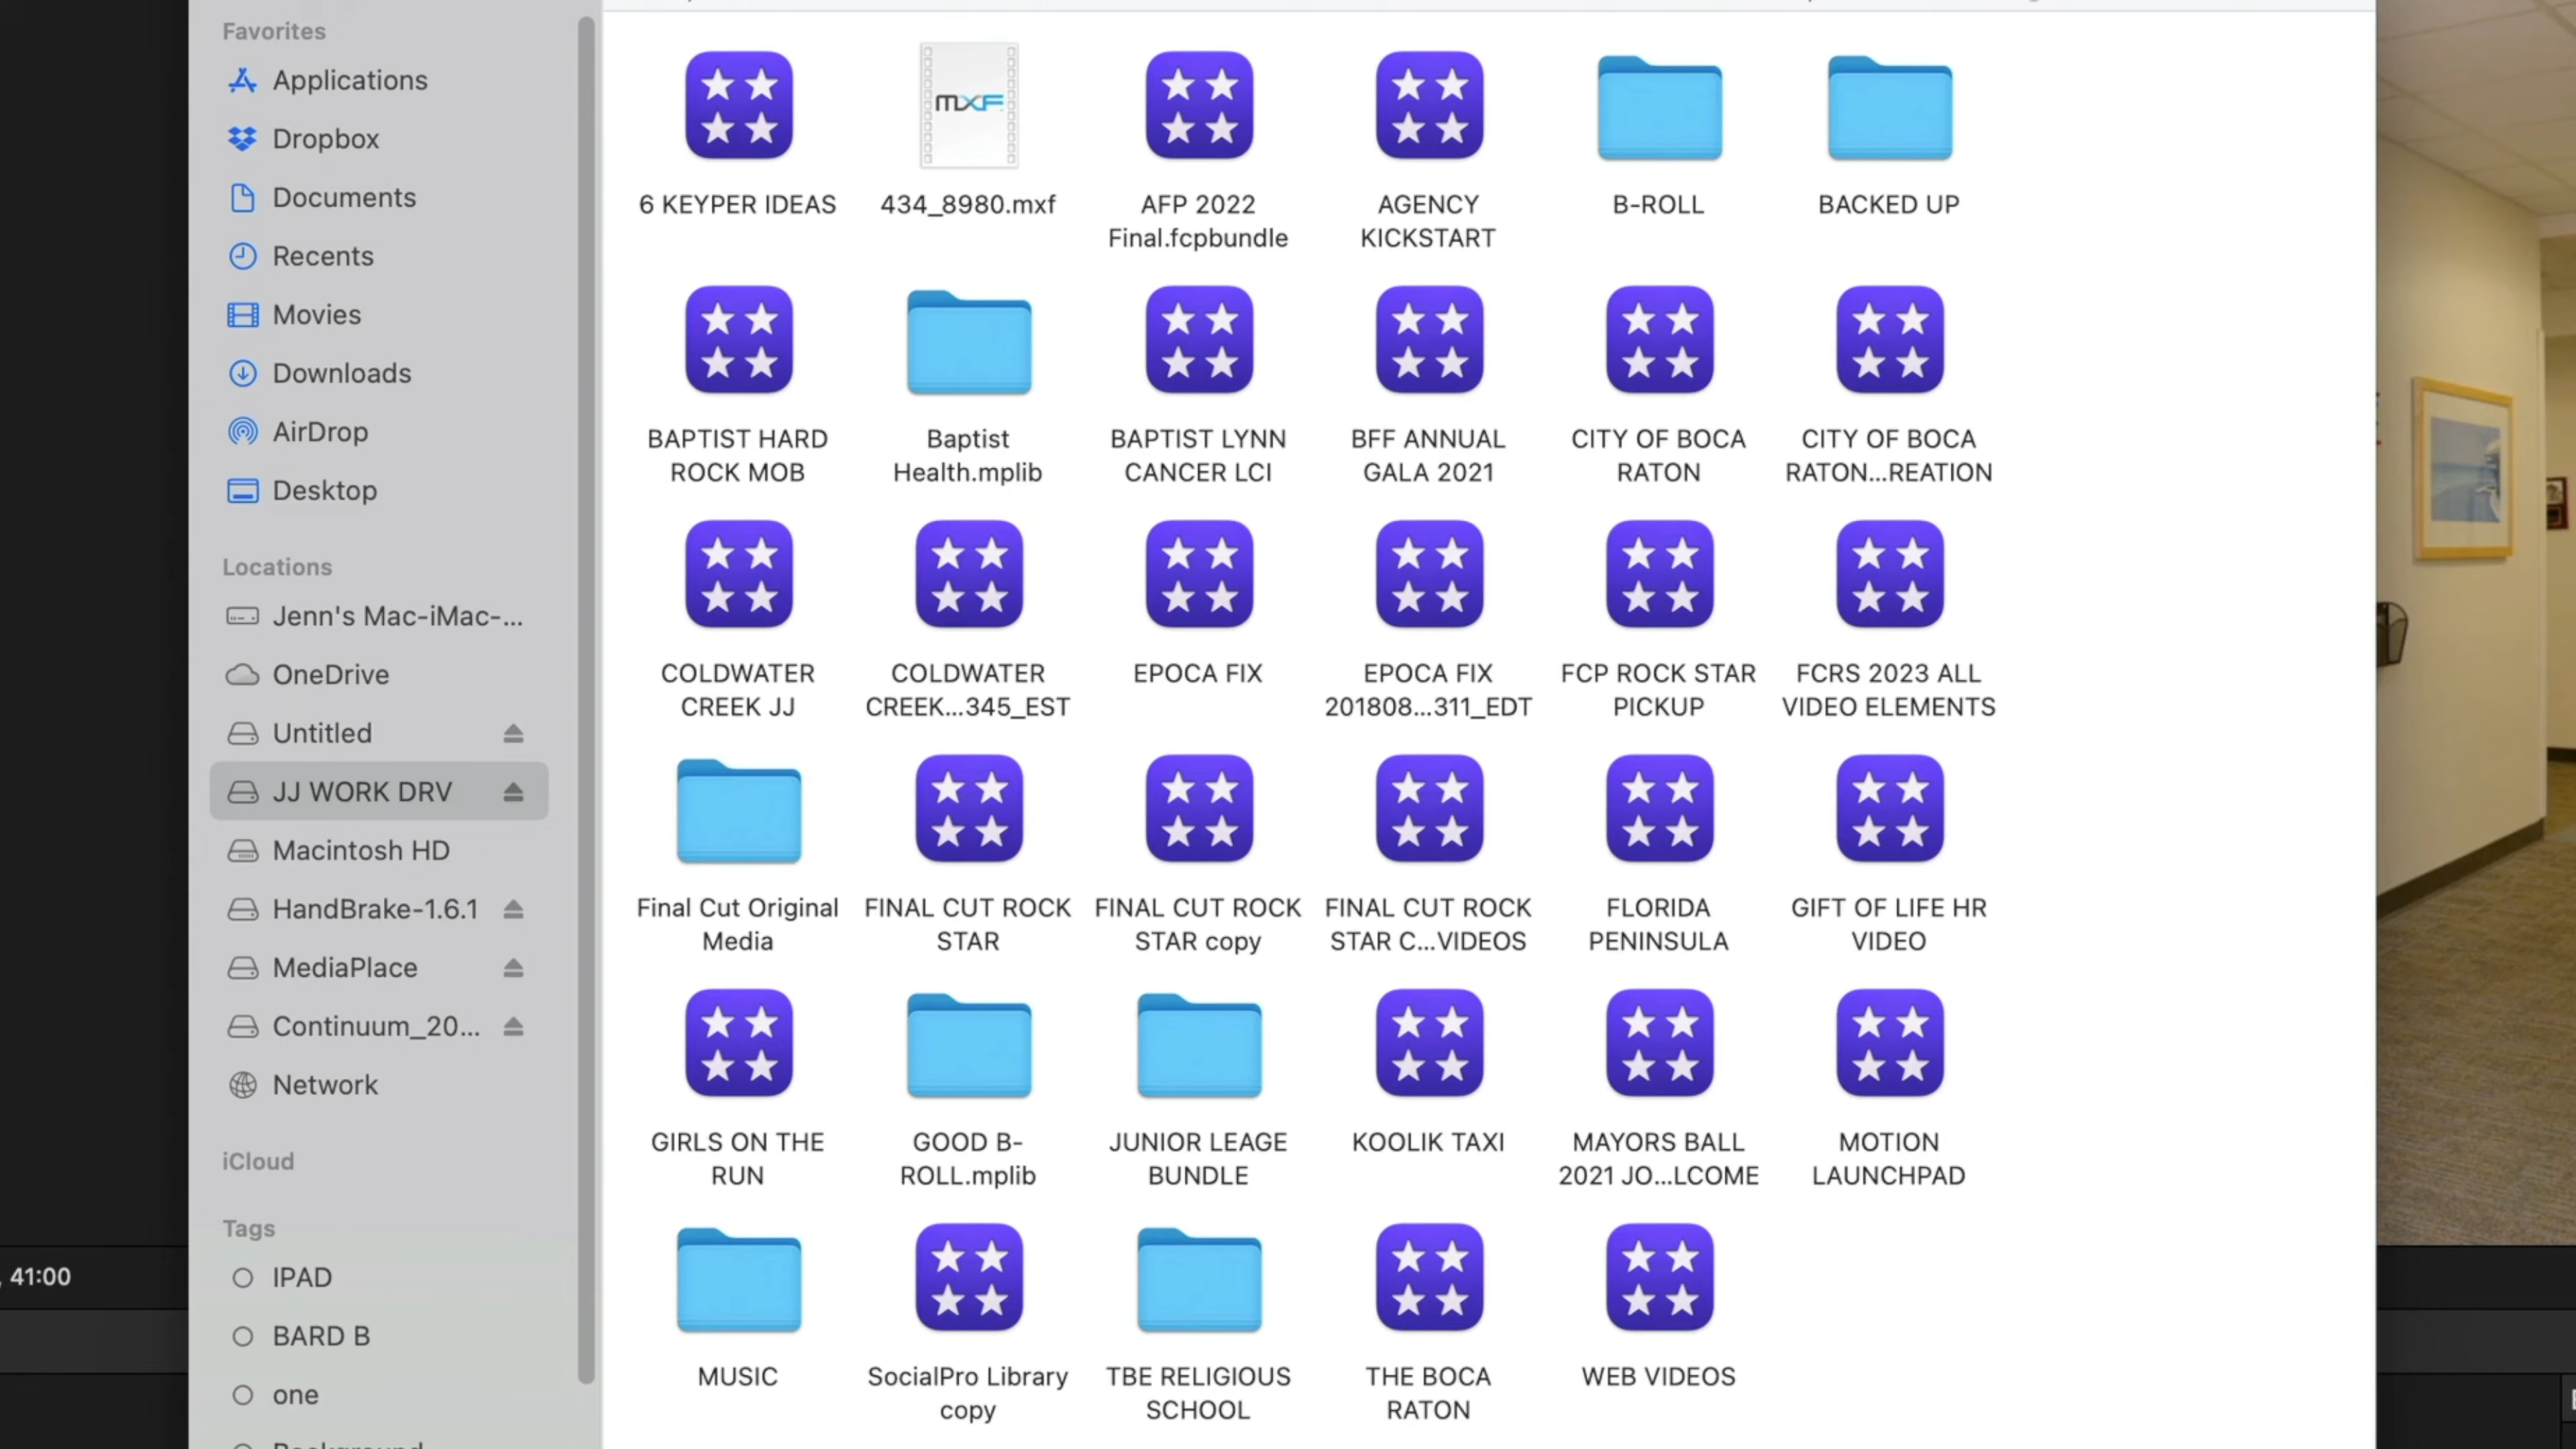 Favorites
Applications
Dropbox
Documents
Recents
Movies
Downloads
AirDrop
Desktop
Locations
Jenn's Mac-iMac-...
OneDrive
Untitled
JJ WORK DRV
Macintosh HD
HandBrake-1.6.1
MediaPlace
Continuum_20...
Network
iCloud
Tags
IPAD
BARD B
one
Background
, 41:00
6 KEYPER IDEAS
MXF
434_8980.mxf
AFP 2022
Final.fcpbundle
AGENCY
KICKSTART
B-ROLL
BACKED UP
BAPTIST HARD
ROCK MOB
Baptist
Health.mplib
BAPTIST LYNN
CANCER LCI
BFF ANNUAL
GALA 2021
CITY OF BOCA
RATON
CITY OF BOCA
RATON...REATION
COLDWATER
CREEK JJ
COLDWATER
CREEK...345_EST
EPOCA FIX
EPOCA FIX
201808...311_EDT
FCP ROCK STAR
PICKUP
FCRS 2023 ALL
VIDEO ELEMENTS
Final Cut Original
Media
FINAL CUT ROCK
STAR
FINAL CUT ROCK
STAR copy
FINAL CUT ROCK
STAR C...VIDEOS
FLORIDA
PENINSULA
GIFT OF LIFE HR
VIDEO
GIRLS ON THE
RUN
GOOD B-
ROLL.mplib
JUNIOR LEAGE
BUNDLE
KOOLIK TAXI
MAYORS BALL
2021 JO...LCOME
MOTION
LAUNCHPAD
MUSIC
SocialPro Library
copy
TBE RELIGIOUS
SCHOOL
THE BOCA
RATON
WEB VIDEOS